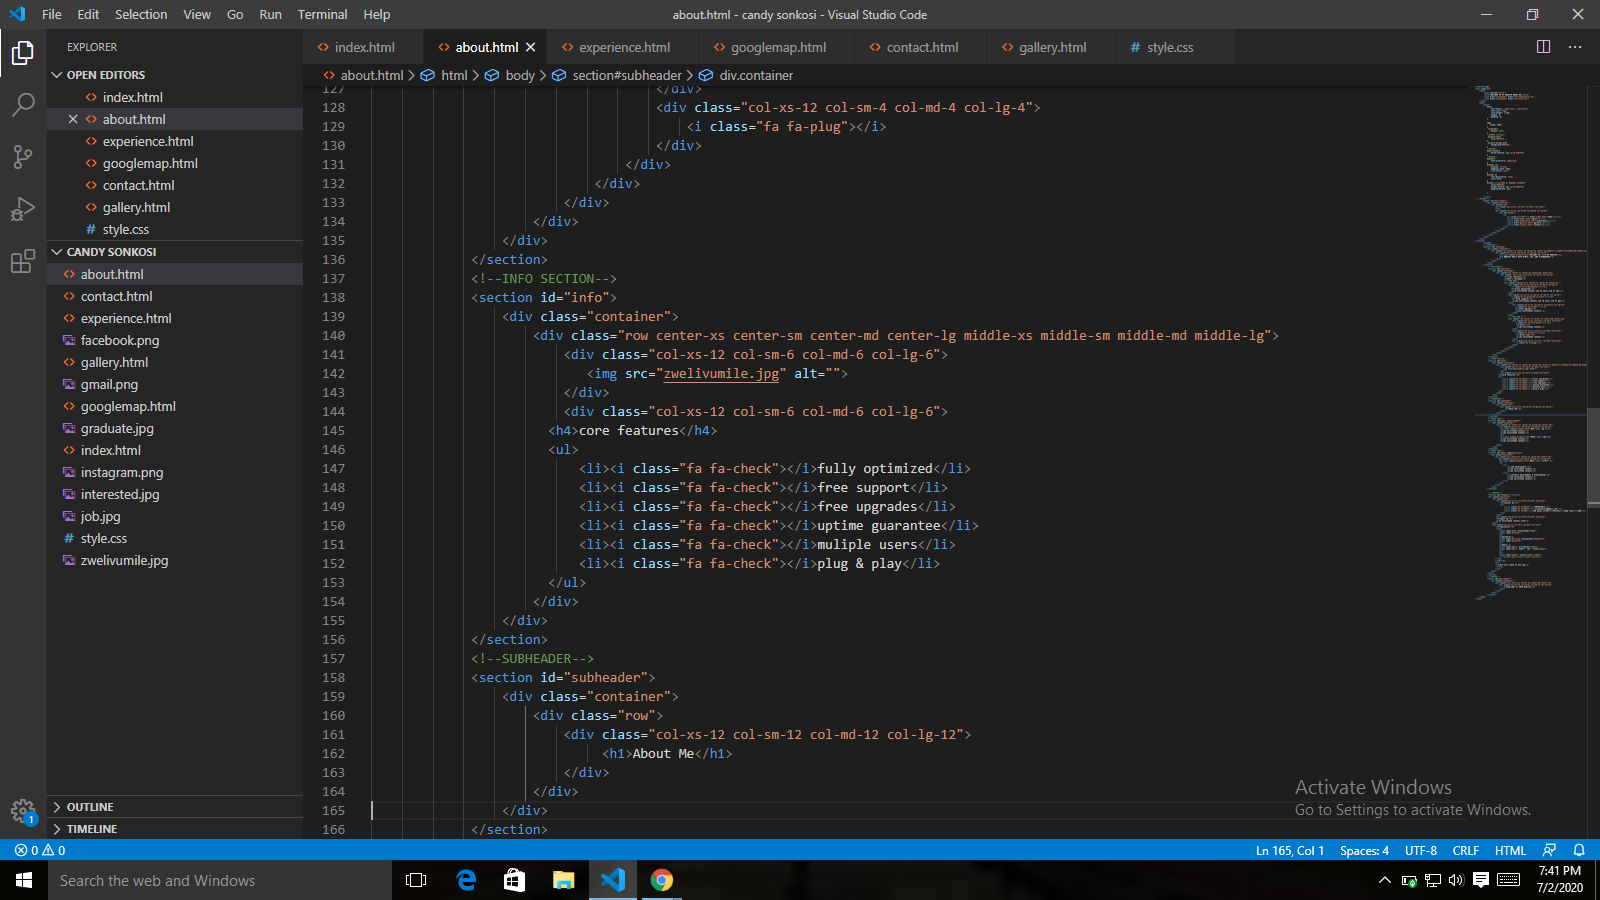 File Edit Selection View Go Run Terminal Help
about.html - candy sonkosi - Visual Studio Code
EXPLORER
OPEN EDITORS
index.html
about.html
experience.html
googlemap.html
contact.html
gallery.html
# style.css
CANDY SONKOSI
about.html
contact.html
experience.html
facebook.png
gallery.html
gmail.png
googlemap.html
graduate.jpg
index.html
instagram.png
interested.jpg
job.jpg
# style.css
zwelivumile.jpg
OUTLINE
TIMELINE
index.html about.html experience.html googlemap.html contact.html gallery.html # style.css
about.html > html > body > section#subheader > div.container
127 </div>
128 <div class="col-xs-12 col-sm-4 col-md-4 col-lg-4">
129 <i class="fa fa-plug"></i>
130 </div>
131 </div>
132 </div>
133 </div>
134 </div>
135 </div>
136 </section>
137 <!--INFO SECTION-->
138 <section id="info">
139 <div class="container">
140 <div class="row center-xs center-sm center-md center-lg middle-xs middle-sm middle-md middle-lg">
141 <div class="col-xs-12 col-sm-6 col-md-6 col-lg-6">
142 <img src="zwelivumile.jpg" alt="">
143 </div>
144 <div class="col-xs-12 col-sm-6 col-md-6 col-lg-6">
145 <h4>core features</h4>
146 <ul>
147 <li><i class="fa fa-check"></i>fully optimized</li>
148 <li><i class="fa fa-check"></i>free support</li>
149 <li><i class="fa fa-check"></i>free upgrades</li>
150 <li><i class="fa fa-check"></i>uptime guarantee</li>
151 <li><i class="fa fa-check"></i>muliple users</li>
152 <li><i class="fa fa-check"></i>plug & play</li>
153 </ul>
154 </div>
155 </div>
156 </section>
157 <!--SUBHEADER-->
158 <section id="subheader">
159 <div class="container">
160 <div class="row">
161 <div class="col-xs-12 col-sm-12 col-md-12 col-lg-12">
162 <h1>About Me</h1>
163 </div>
164 </div>
165 </div>
166 </section>
Activate Windows
Go to Settings to activate Windows.
1
0 0
Ln 165, Col 1 Spaces: 4 UTF-8 CRLF HTML
Search the web and Windows
7:41 PM
7/2/2020